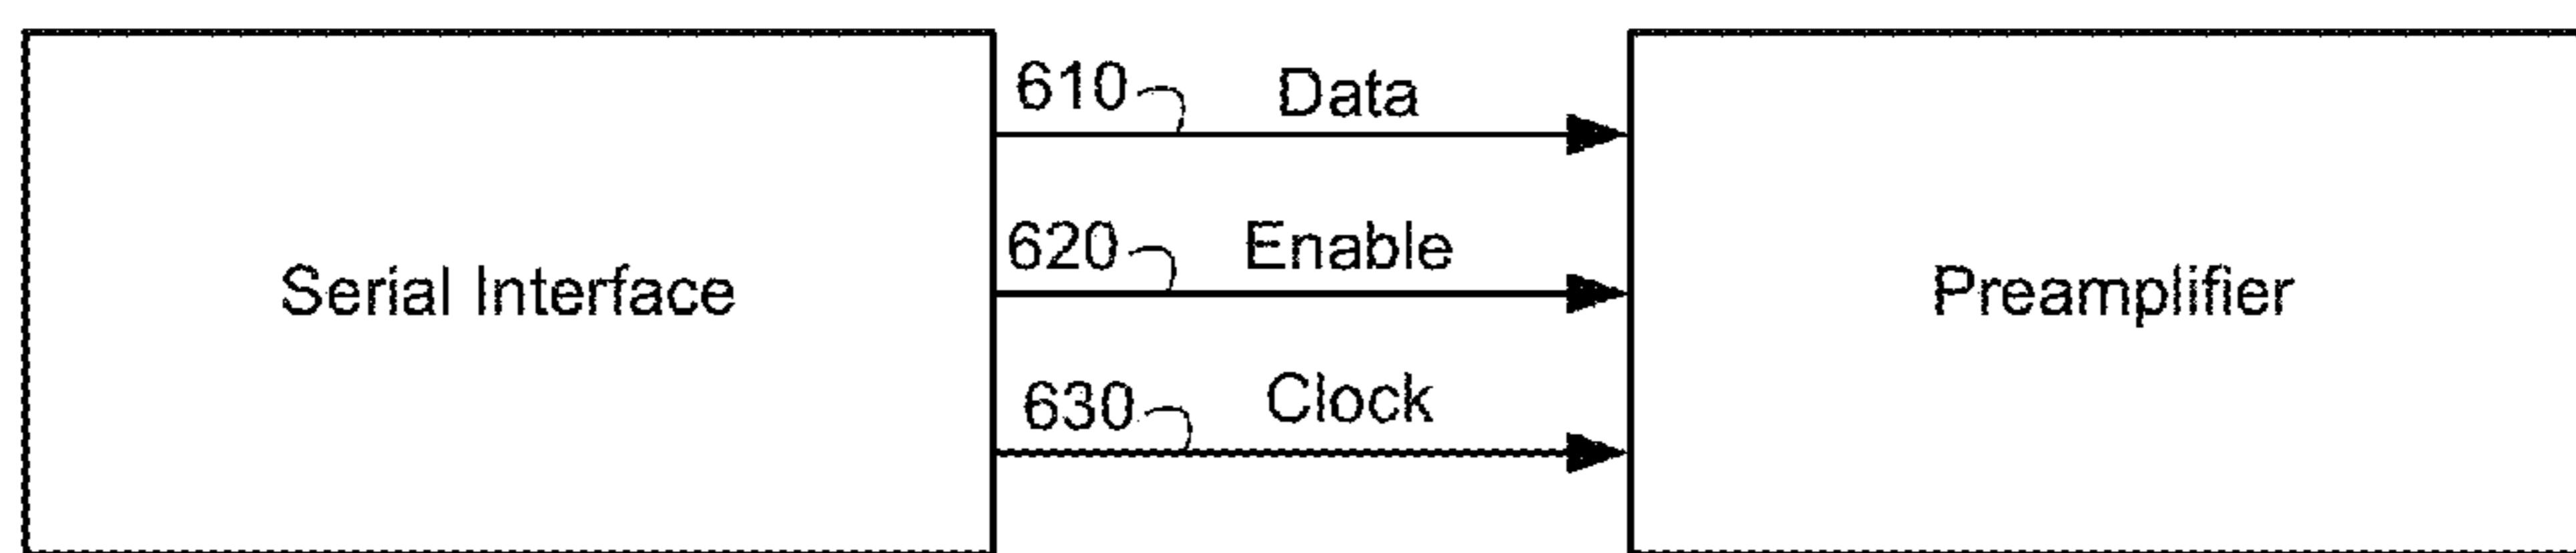 610 Data
620 Enable
Serial Interface
Preamplifier
630 Clock